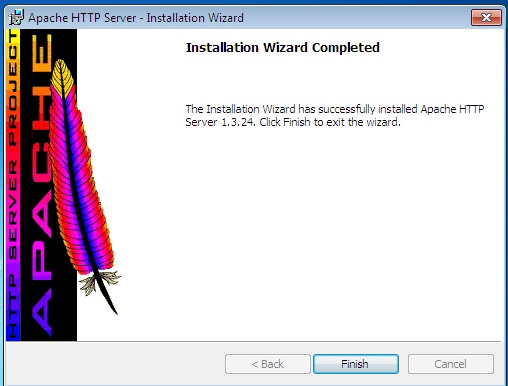 Apache HTTP Server - Installation Wizard
Installation Wizard Completed
The Installation Wizard has successfully installed Apache HTTP
Server 1.3.24. Click Finish to exit the wizard.
HTTP SERVER PROJECT
APACHE
< Back
Finish
Cancel